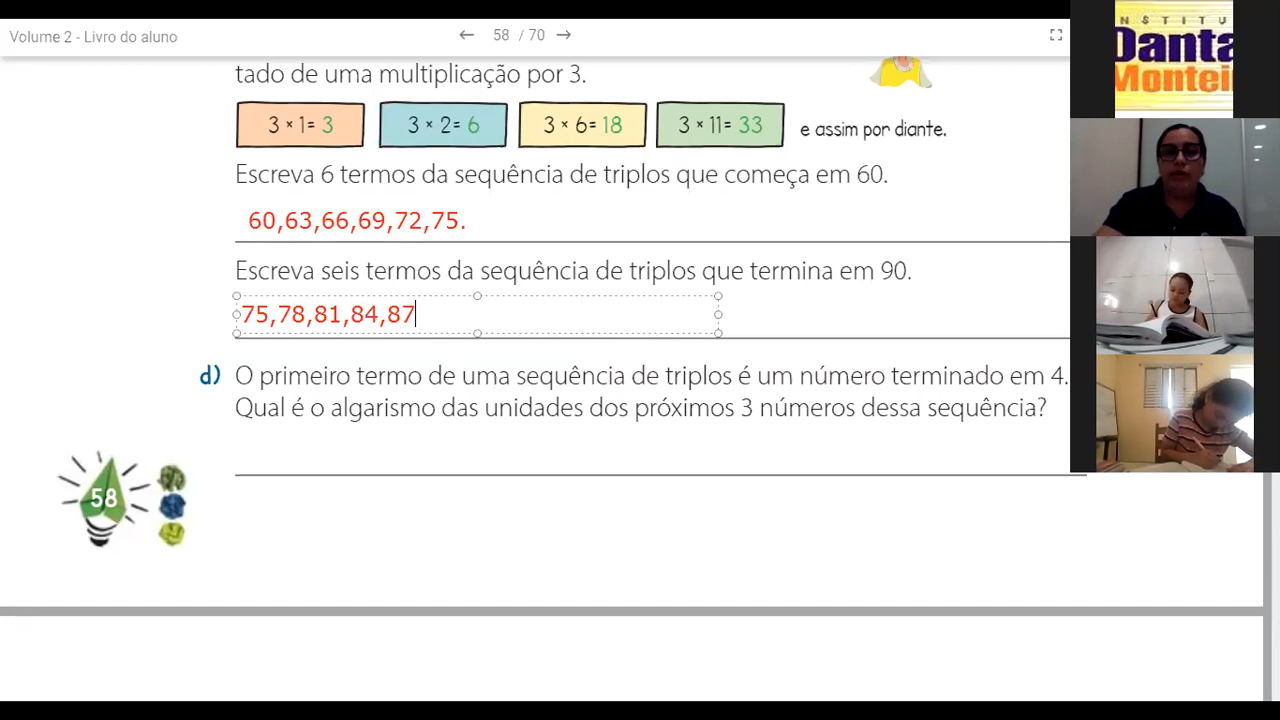 Volume 2 - Livro do aluno
← 58 / 70 →
tado de uma multiplicação por 3.
3 × 1= 3
3 × 2= 6
3 × 6= 18
3 × 11= 33
e assim por diante.
Escreva 6 termos da sequência de triplos que começa em 60.
60,63,66,69,72,75.
Escreva seis termos da sequência de triplos que termina em 90.
75,78,81,84,87
d) O primeiro termo de uma sequência de triplos é um número terminado em 4.
Qual é o algarismo das unidades dos próximos 3 números dessa sequência?
58
NSTITU
Danta
Montei